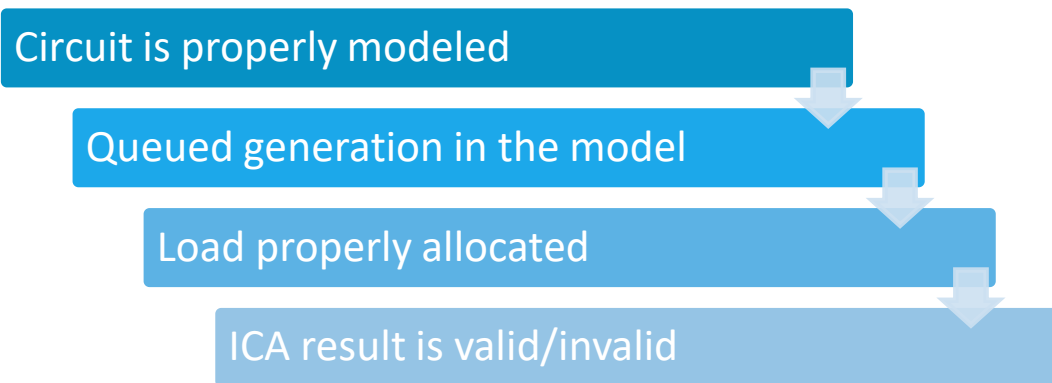 Circuit is properly modeled
Queued generation in the model
Load properly allocated
ICA result is valid/invalid